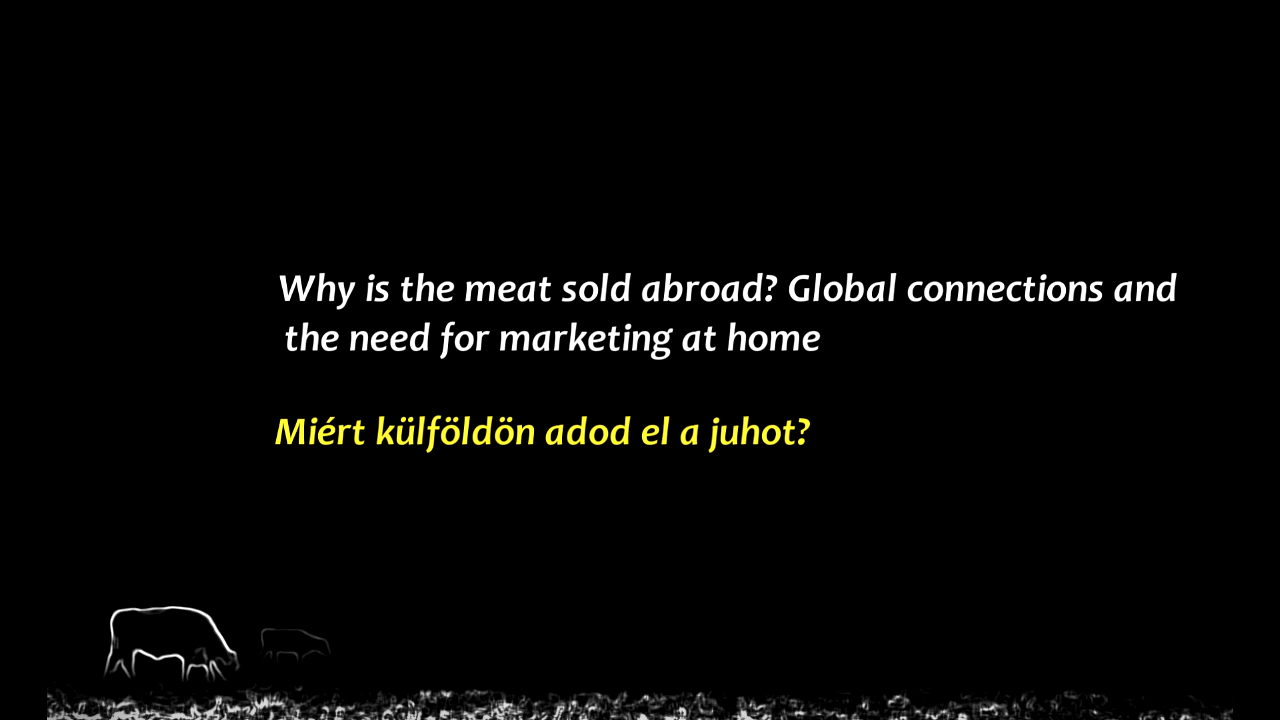 Why is the meat sold abroad? Global connections and
the need for marketing at home
Miért külföldön adod el a juhot?